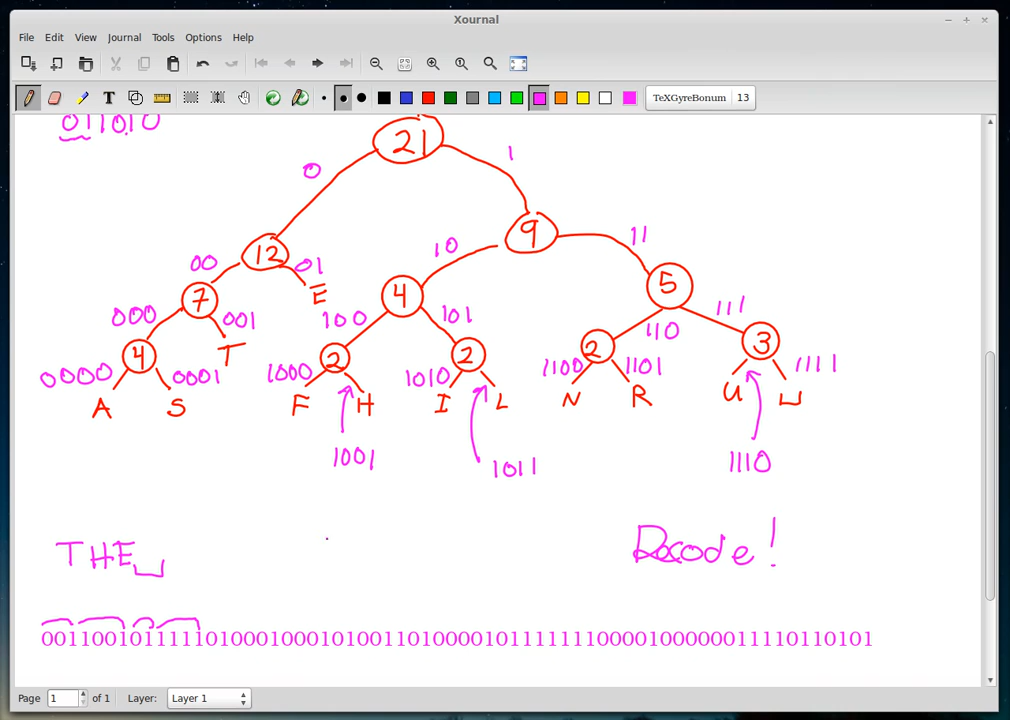 Xournal
File Edit View Journal Tools Options Help
TeXGyreBonum 13
011010
21
0 1
12 9
00 01 10 11
7 E 4 5
000 001 100 101 110 111
4 T 2 2 2 3
0000 0001 1000 1010 1100 1101 1111
A S F H I L N R U ␣
1001 1011 1110
THE␣ Decode!
001100101111101000100010100110100001011111110000100000011110110101
Page 1 of 1 Layer: Layer 1